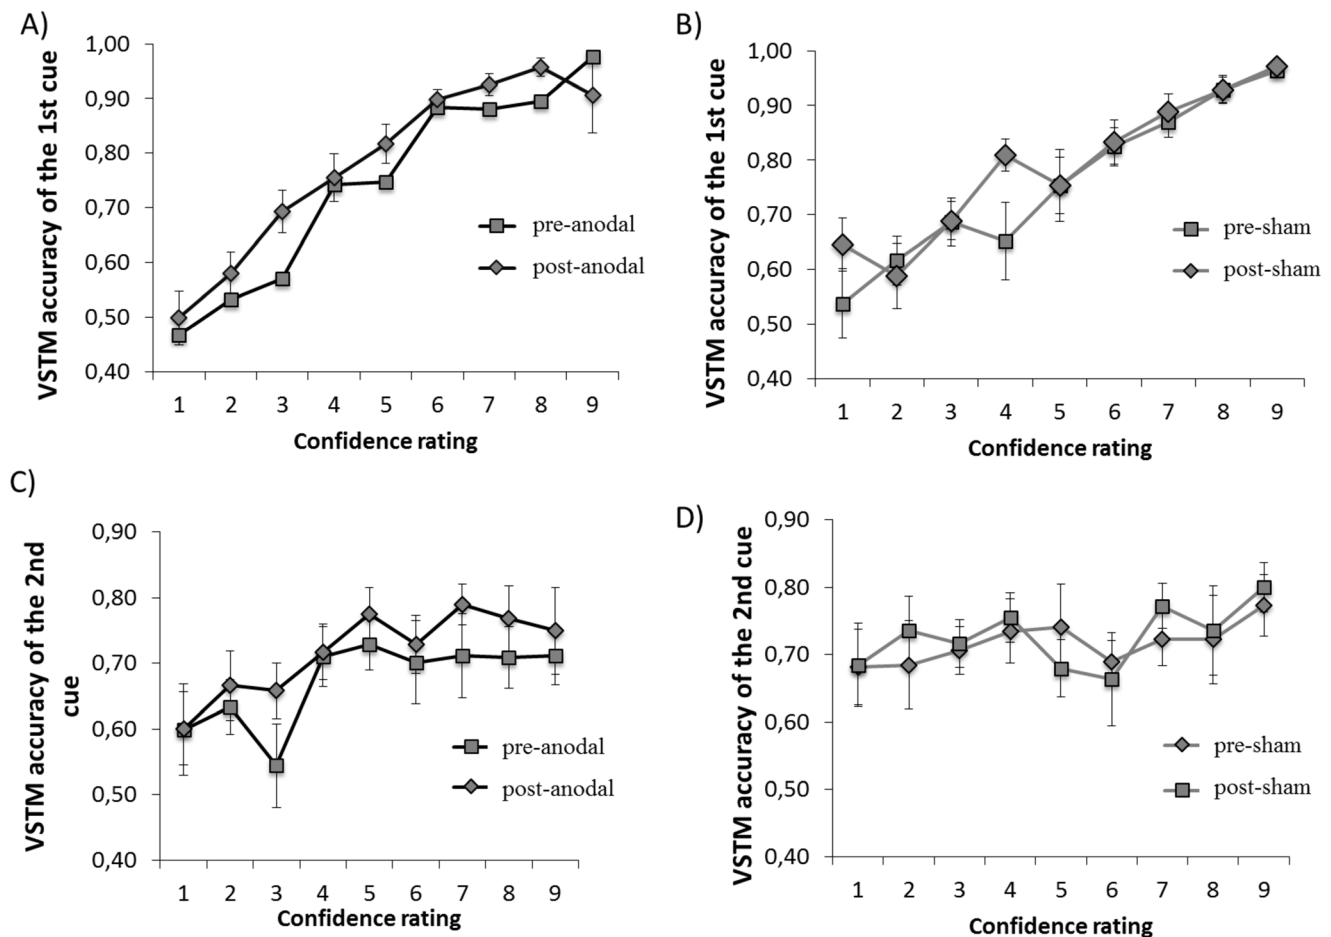 A)
VSTM accuracy of the 1st cue
1,00
0,90
0,80
0,70
0,60
0,50
0,40
1 2 3 4 5 6 7 8 9
Confidence rating
pre-anodal
post-anodal
B)
VSTM accuracy of the 1st cue
1,00
0,90
0,80
0,70
0,60
0,50
0,40
1 2 3 4 5 6 7 8 9
Confidence rating
pre-sham
post-sham
C)
VSTM accuracy of the 2nd
cue
0,90
0,80
0,70
0,60
0,50
0,40
1 2 3 4 5 6 7 8 9
Confidence rating
pre-anodal
post-anodal
D)
VSTM accuracy of the 2nd cue
0,90
0,80
0,70
0,60
0,50
0,40
1 2 3 4 5 6 7 8 9
Confidence rating
pre-sham
post-sham